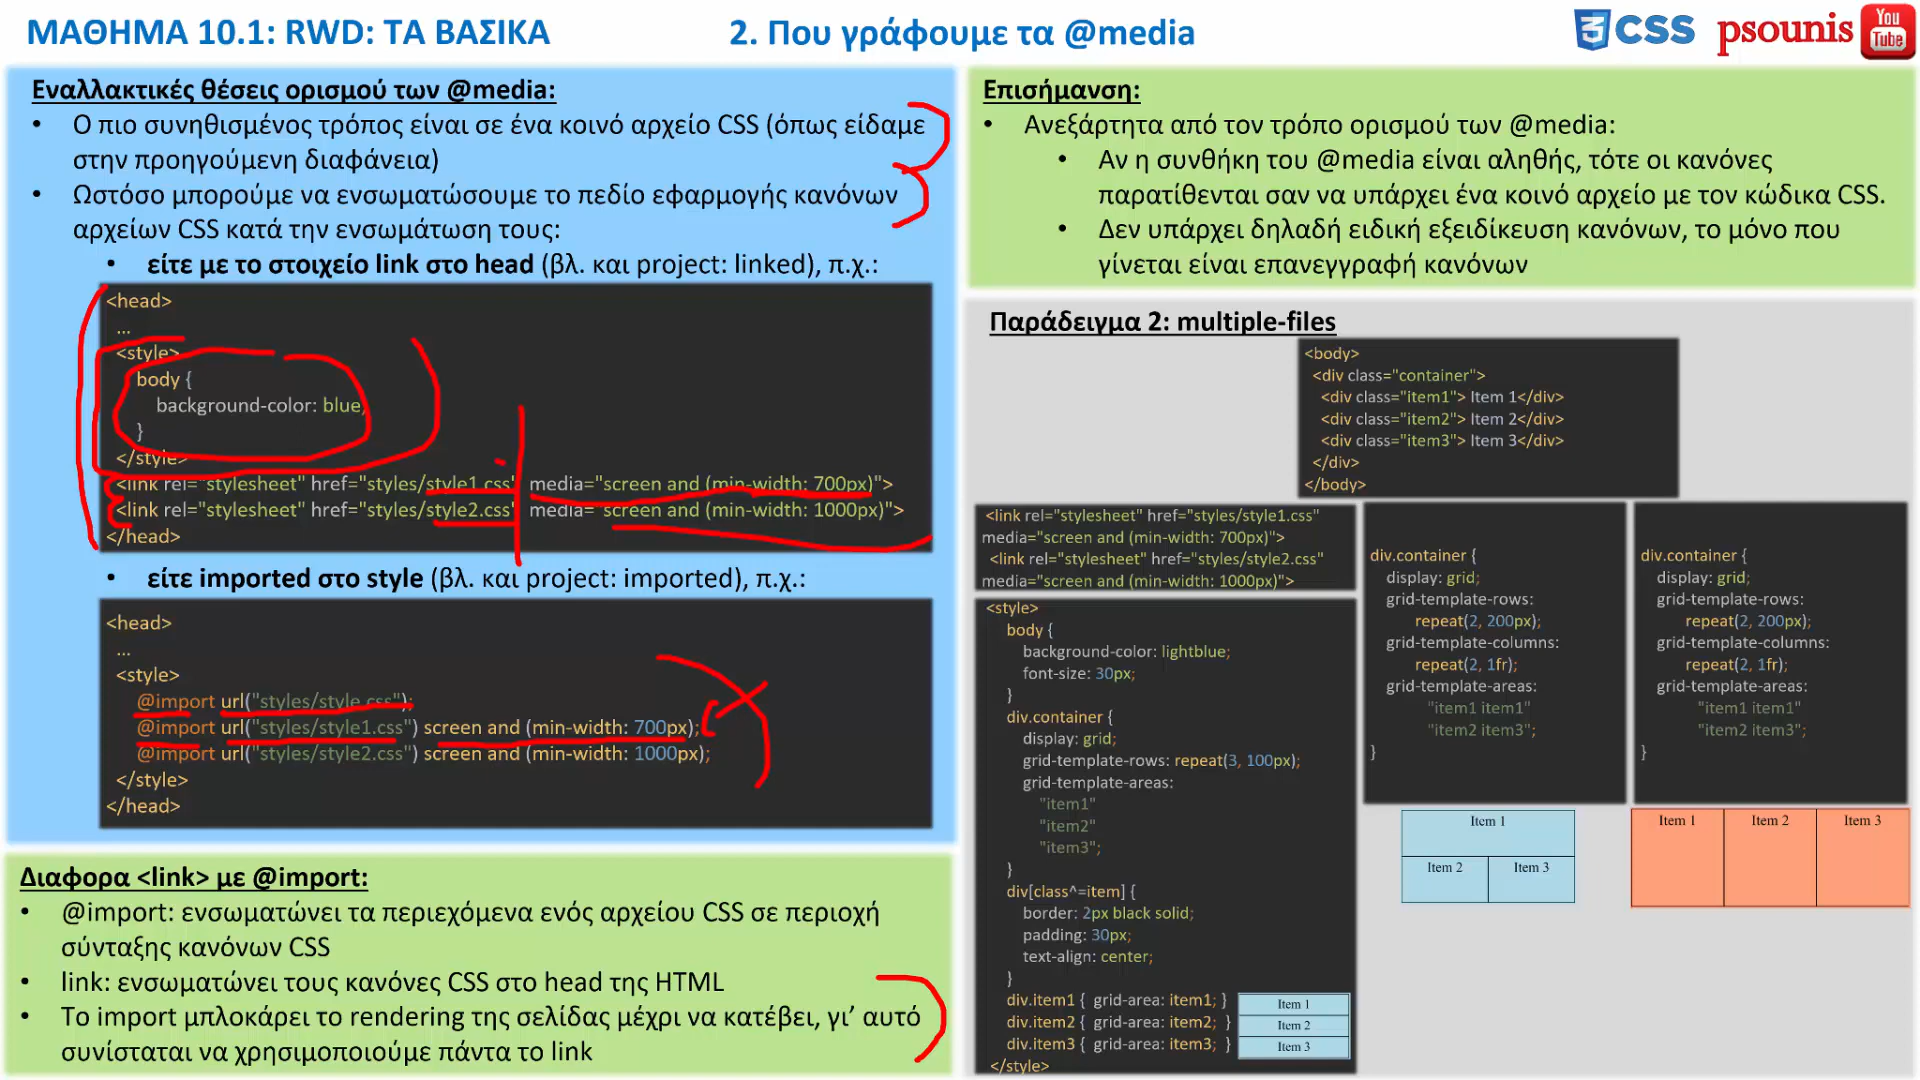 ΜΑΘΗΜΑ 10.1: RWD: ΤΑ ΒΑΣΙΚΑ
2. Που γράφουμε τα @media
CSS psounis You Tube
Εναλλακτικές θέσεις ορισμού των @media:
• Ο πιο συνηθισμένος τρόπος είναι σε ένα κοινό αρχείο CSS (όπως είδαμε
στην προηγούμενη διαφάνεια)
• Ωστόσο μπορούμε να ενσωματώσουμε το πεδίο εφαρμογής κανόνων
αρχείων CSS κατά την ενσωμάτωση τους:
• είτε με το στοιχείο link στο head (βλ. και project: linked), π.χ.:
<head>
...
<style>
body {
background-color: blue;
}
</style>
<link rel="stylesheet" href="styles/style1.css" media="screen and (min-width: 700px)">
<link rel="stylesheet" href="styles/style2.css" media="screen and (min-width: 1000px)">
</head>
• είτε imported στο style (βλ. και project: imported), π.χ.:
<head>
...
<style>
@import url("styles/style.css");
@import url("styles/style1.css") screen and (min-width: 700px);
@import url("styles/style2.css") screen and (min-width: 1000px);
</style>
</head>
Διαφορα <link> με @import:
• @import: ενσωματώνει τα περιεχόμενα ενός αρχείου CSS σε περιοχή
σύνταξης κανόνων CSS
• link: ενσωματώνει τους κανόνες CSS στο head της HTML
• Το import μπλοκάρει το rendering της σελίδας μέχρι να κατέβει, γι’ αυτό
συνίσταται να χρησιμοποιούμε πάντα το link
Επισήμανση:
• Ανεξάρτητα από τον τρόπο ορισμού των @media:
• Αν η συνθήκη του @media είναι αληθής, τότε οι κανόνες
παρατίθενται σαν να υπάρχει ένα κοινό αρχείο με τον κώδικα CSS.
• Δεν υπάρχει δηλαδή ειδική εξειδίκευση κανόνων, το μόνο που
γίνεται είναι επανεγγραφή κανόνων
Παράδειγμα 2: multiple-files
<body>
<div class="container">
<div class="item1"> Item 1</div>
<div class="item2"> Item 2</div>
<div class="item3"> Item 3</div>
</div>
</body>
<link rel="stylesheet" href="styles/style1.css"
media="screen and (min-width: 700px)">
<link rel="stylesheet" href="styles/style2.css"
media="screen and (min-width: 1000px)">
<style>
body {
background-color: lightblue;
font-size: 30px;
}
div.container {
display: grid;
grid-template-rows: repeat(3, 100px);
grid-template-areas:
"item1"
"item2"
"item3";
}
div[class^=item] {
border: 2px black solid;
padding: 30px;
text-align: center;
}
div.item1 { grid-area: item1; }
div.item2 { grid-area: item2; }
div.item3 { grid-area: item3; }
</style>
Item 1
Item 2
Item 3
div.container {
display: grid;
grid-template-rows:
repeat(2, 200px);
grid-template-columns:
repeat(2, 1fr);
grid-template-areas:
"item1 item1"
"item2 item3";
}
Item 1
Item 2 Item 3
div.container {
display: grid;
grid-template-rows:
repeat(2, 200px);
grid-template-columns:
repeat(2, 1fr);
grid-template-areas:
"item1 item1"
"item2 item3";
}
Item 1 Item 2 Item 3